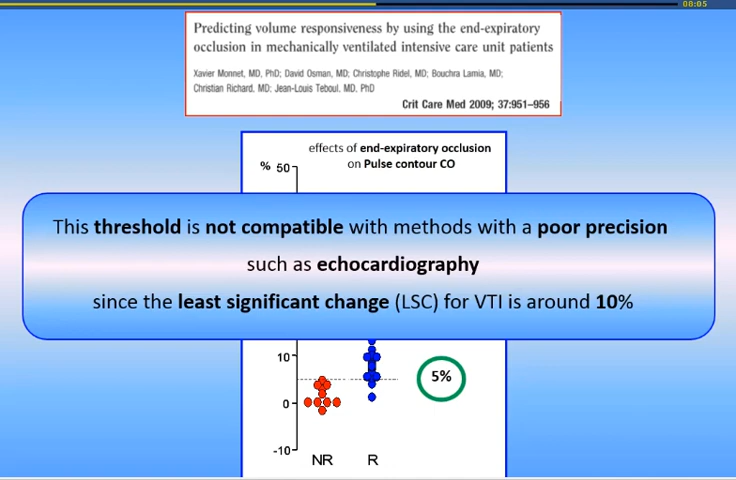 08:05
Predicting volume responsiveness by using the end-expiratory
occlusion in mechanically ventilated intensive care unit patients
Xavier Monnet, MD, PhD; David Osman, MD; Christophe Ridel, MD; Bouchra Lamia, MD;
Christian Richard, MD; Jean-Louis Teboul, MD, PhD
Crit Care Med 2009; 37:951–956
effects of end-expiratory occlusion
on Pulse contour CO
% 50
This threshold is not compatible with methods with a poor precision
such as echocardiography
since the least significant change (LSC) for VTI is around 10%
10
5%
0
-10
NR R